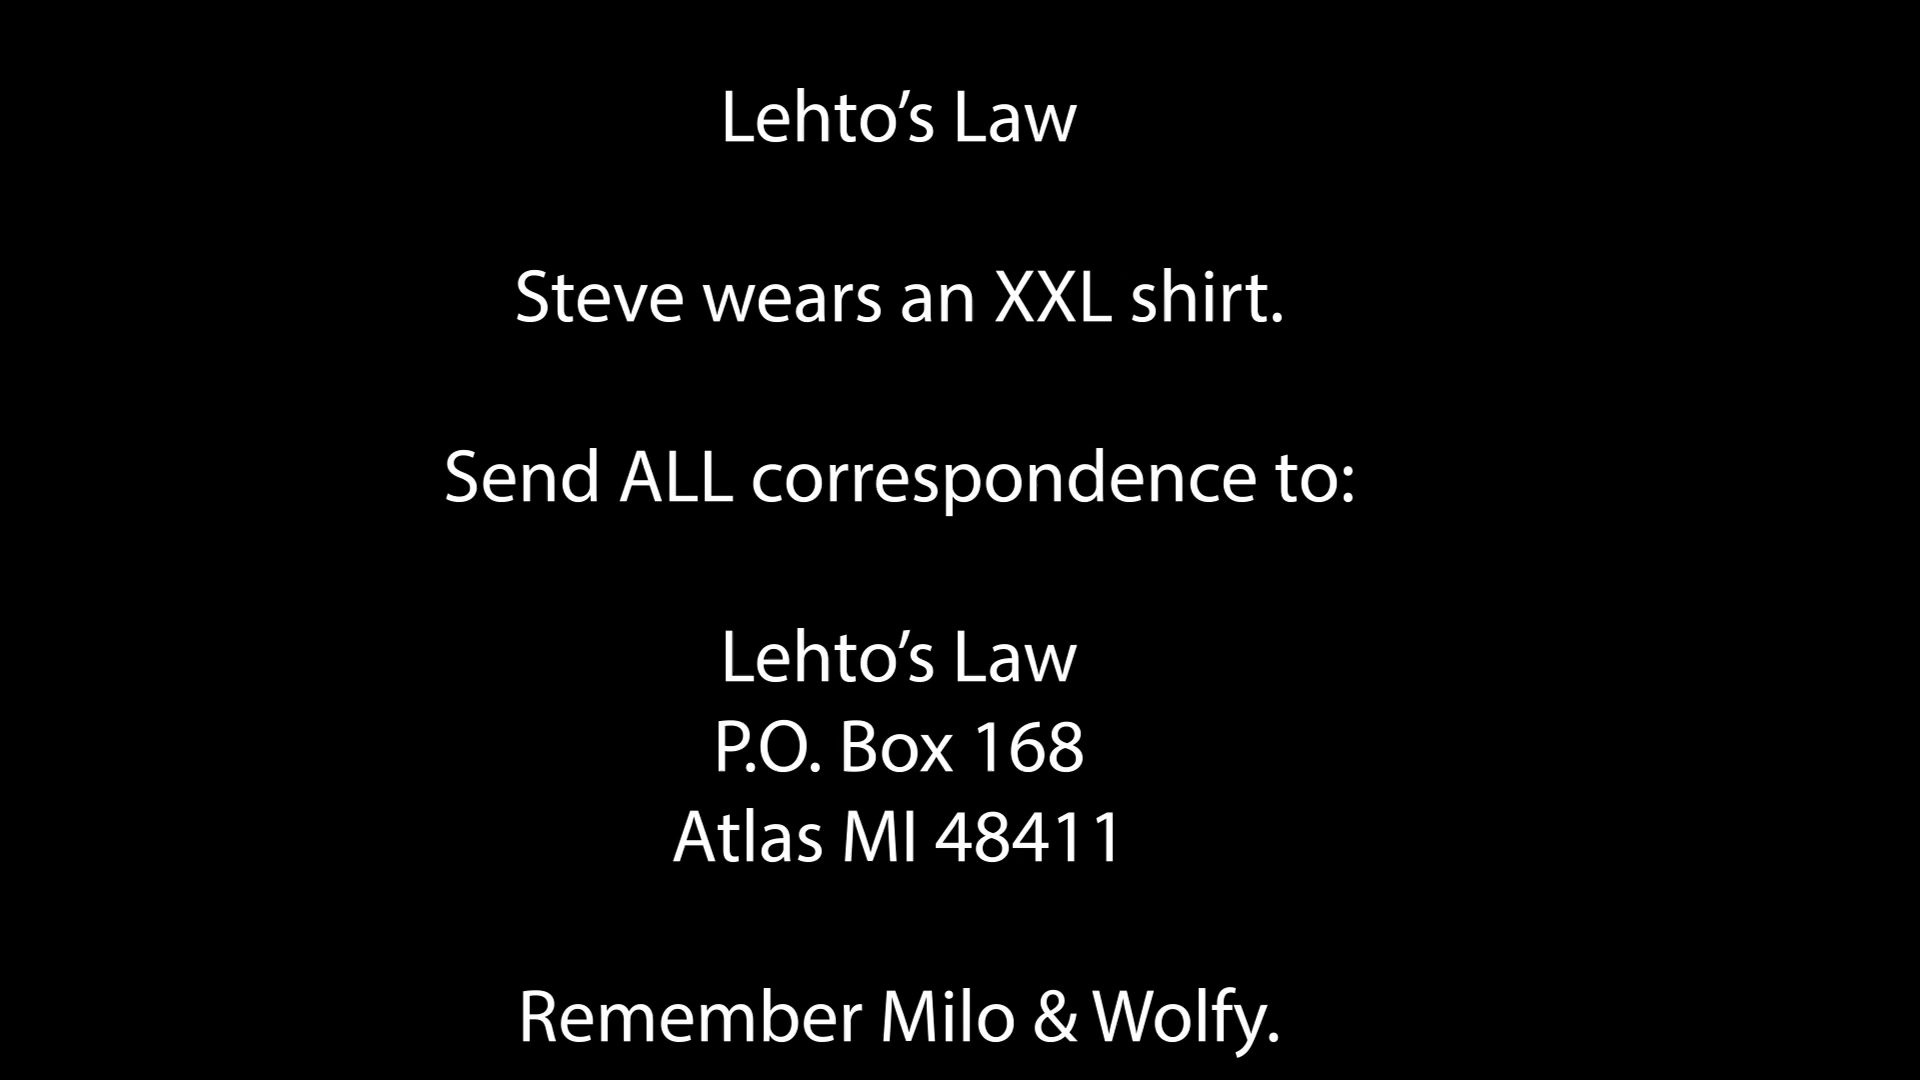 Lehto’s Law
Steve wears an XXL shirt.
Send ALL correspondence to:
Lehto’s Law
P.O. Box 168
Atlas MI 48411
Remember Milo & Wolfy.